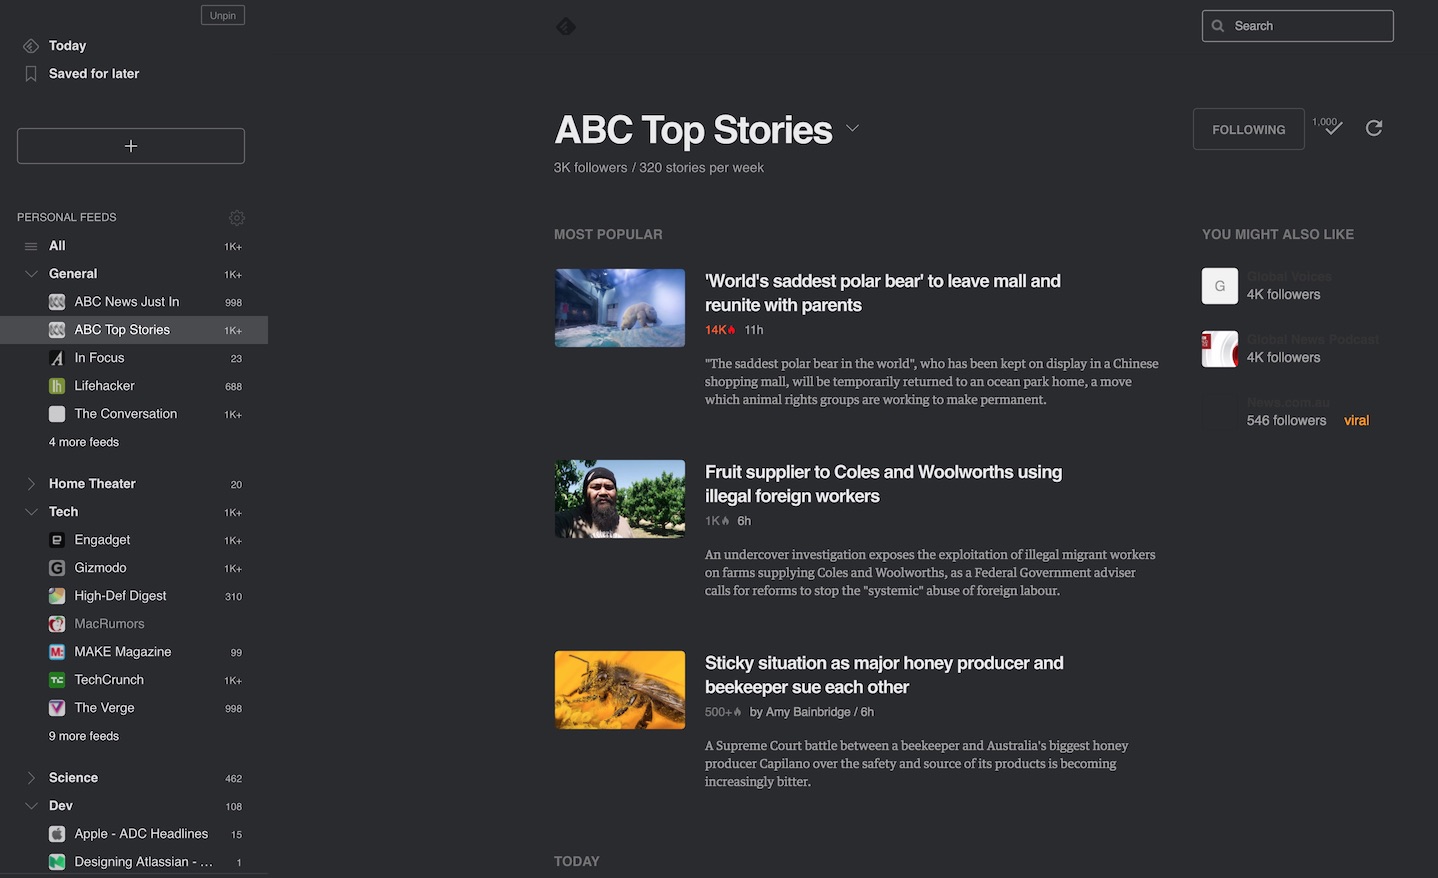 Unpin
Today
Saved for later
+
PERSONAL FEEDS
All 1K+
General 1K+
ABC News Just In 998
ABC Top Stories 1K+
In Focus 23
Lifehacker 688
The Conversation 1K+
4 more feeds
Home Theater 20
Tech 1K+
Engadget 1K+
Gizmodo 1K+
High-Def Digest 310
MacRumors
MAKE Magazine 99
TechCrunch 1K+
The Verge 998
9 more feeds
Science 462
Dev 108
Apple - ADC Headlines 15
Designing Atlassian - ... 1
Search
ABC Top Stories
3K followers / 320 stories per week
FOLLOWING
1,000
MOST POPULAR
'World's saddest polar bear' to leave mall and
reunite with parents
14K 11h
"The saddest polar bear in the world", who has been kept on display in a Chinese
shopping mall, will be temporarily returned to an ocean park home, a move
which animal rights groups are working to make permanent.
Fruit supplier to Coles and Woolworths using
illegal foreign workers
1K 6h
An undercover investigation exposes the exploitation of illegal migrant workers
on farms supplying Coles and Woolworths, as a Federal Government adviser
calls for reforms to stop the "systemic" abuse of foreign labour.
Sticky situation as major honey producer and
beekeeper sue each other
500+ by Amy Bainbridge / 6h
A Supreme Court battle between a beekeeper and Australia's biggest honey
producer Capilano over the safety and source of its products is becoming
increasingly bitter.
TODAY
YOU MIGHT ALSO LIKE
G
Global Voices
4K followers
Global News Podcast
4K followers
News.com.au
546 followers viral